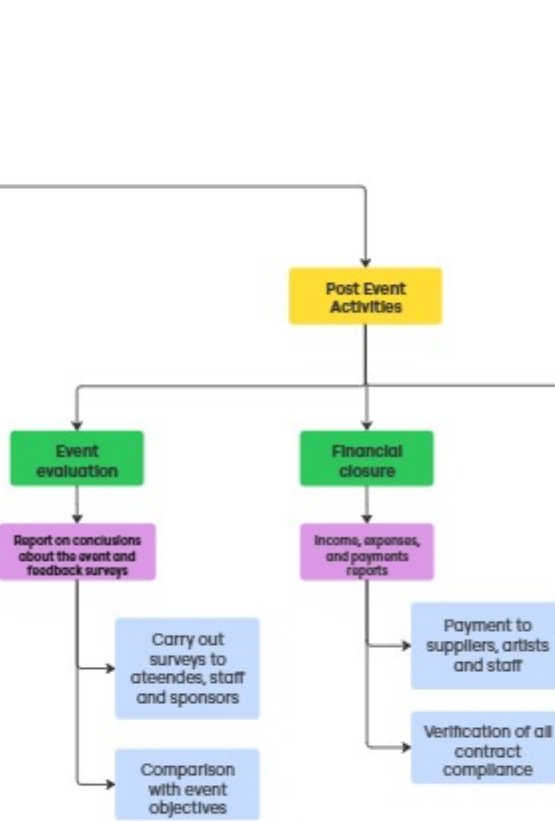 Post Event
Activities
Event
evaluation
Financial
closure
Report on conclusions
about the event and
feedback surveys
Income, expenses,
and payments
reports
Carry out
surveys to
ateendes, staff
and sponsors
Payment to
suppliers, artists
and staff
Comparison
with event
objectives
Verification of all
contract
compliance